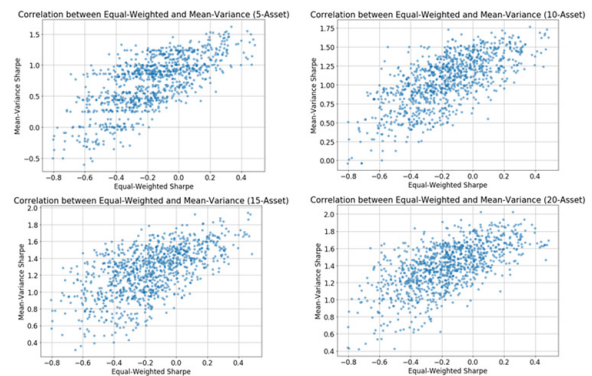 Correlation between Equal-Weighted and Mean-Variance (5-Asset)
Mean-Variance Sharpe
1.5
1.0
0.5
0.0
−0.5
−0.8 −0.6 −0.4 −0.2 0.0 0.2 0.4
Equal-Weighted Sharpe
Correlation between Equal-Weighted and Mean-Variance (10-Asset)
Mean-Variance Sharpe
1.75
1.50
1.25
1.00
0.75
0.50
0.25
0.00
−0.8 −0.6 −0.4 −0.2 0.0 0.2 0.4
Equal-Weighted Sharpe
Correlation between Equal-Weighted and Mean-Variance (15-Asset)
Mean-Variance Sharpe
2.0
1.8
1.6
1.4
1.2
1.0
0.8
0.6
0.4
−0.8 −0.6 −0.4 −0.2 0.0 0.2 0.4
Equal-Weighted Sharpe
Correlation between Equal-Weighted and Mean-Variance (20-Asset)
Mean-Variance Sharpe
2.0
1.8
1.6
1.4
1.2
1.0
0.8
0.6
0.4
−0.8 −0.6 −0.4 −0.2 0.0 0.2 0.4
Equal-Weighted Sharpe